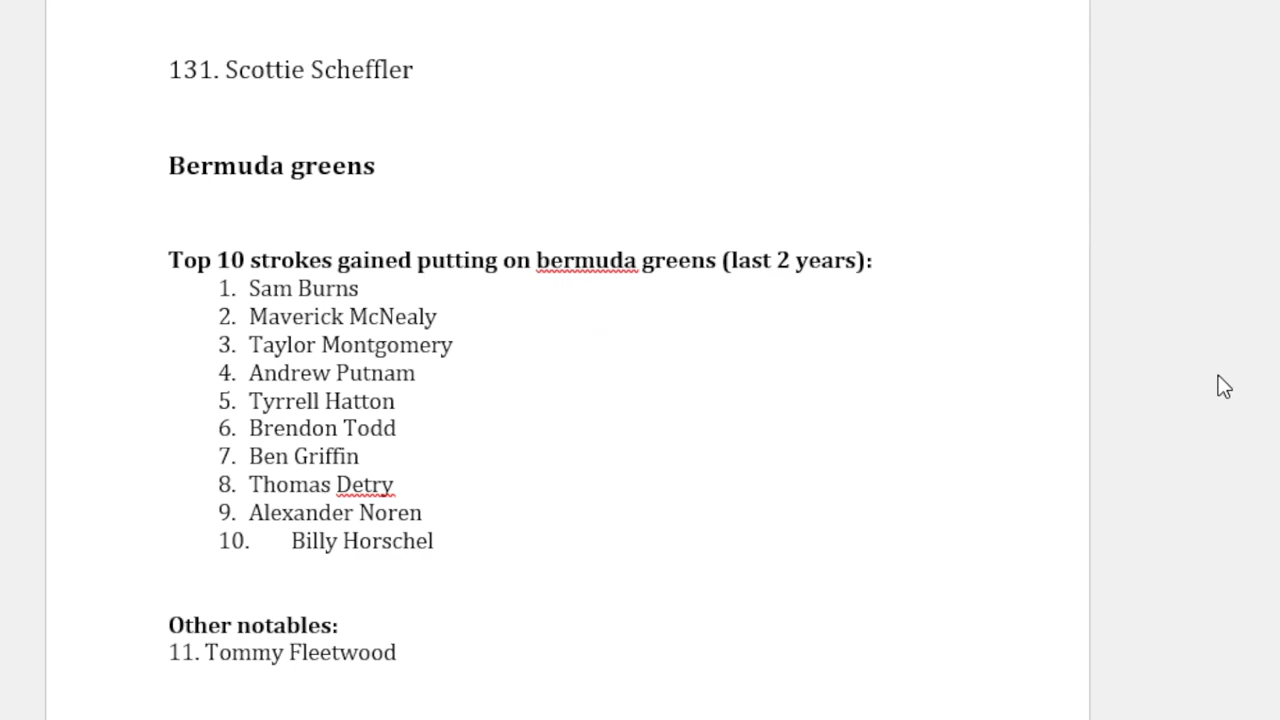 131. Scottie Scheffler
Bermuda greens
Top 10 strokes gained putting on bermuda greens (last 2 years):
1. Sam Burns
2. Maverick McNealy
3. Taylor Montgomery
4. Andrew Putnam
5. Tyrrell Hatton
6. Brendon Todd
7. Ben Griffin
8. Thomas Detry
9. Alexander Noren
10. Billy Horschel
Other notables:
11. Tommy Fleetwood